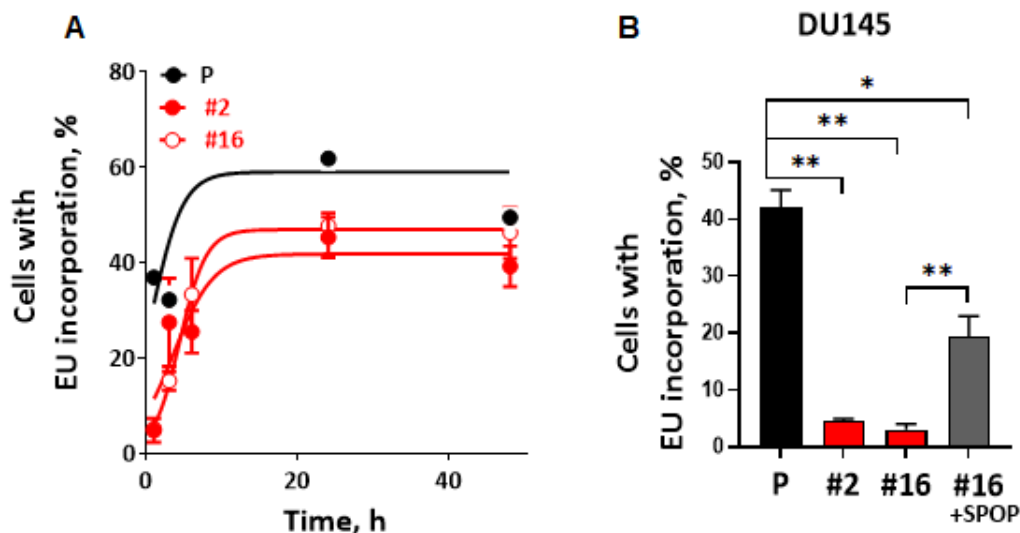 A
Cells with
EU incorporation, %
80
60
40
20
0
P
#2
#16
0
20
40
Time, h
B
DU145
*
**
**
**
Cells with
EU incorporation, %
50
40
30
20
10
0
P
#2
#16
#16
+SPOP